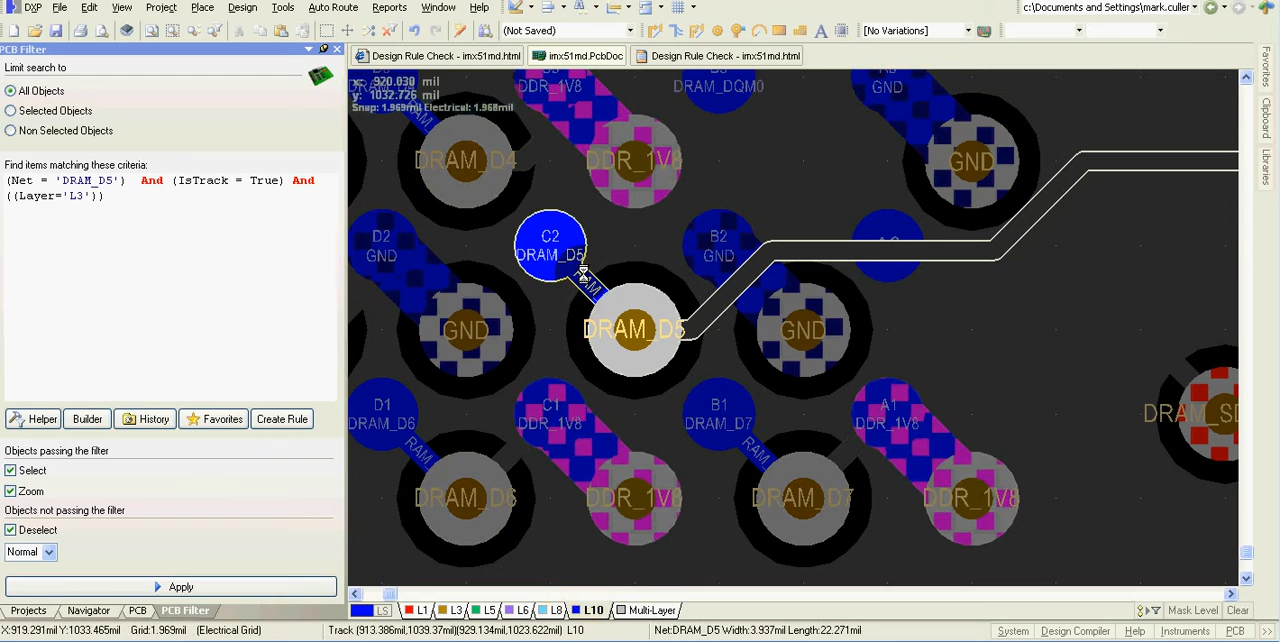 DXP File Edit View Project Place Design Tools Auto Route Reports Window Help
c:\Documents and Settings\mark.culler
(Not Saved)
[No Variations]
PCB Filter
Limit search to
All Objects
Selected Objects
Non Selected Objects
Find items matching these criteria:
(Net = 'DRAM_D5') And (IsTrack = True) And
((Layer='L3'))
Helper Builder History Favorites Create Rule
Objects passing the filter
Select
Zoom
Objects not passing the filter
Deselect
Normal
Apply
Projects Navigator PCB PCB Filter
Design Rule Check - imx51md.html imx51md.PcbDoc Design Rule Check - imx51md.html
x: 920.030 mil
y: 1032.726 mil
Snap: 1.969mil Electrical: 1.968mil
DDR_1V8
DRAM_DQM0
GND
DRAM_D4
DDR_1V8
GND
D2
GND
C2
DRAM_D5
B2
GND
GND
DRAM_D5
GND
D1
DRAM_D6
C1
DDR_1V8
B1
DRAM_D7
A1
DDR_1V8
DRAM_D6
DDR_1V8
DRAM_D7
DDR_1V8
LS L1 L3 L5 L6 L8 L10 Multi-Layer
Mask Level Clear
Favorites
Clipboard
Libraries
X:919.291mil Y:1033.465mil Grid:1.969mil (Electrical Grid) Track (913.386mil,1039.37mil)(929.134mil,1023.622mil) L10 Net:DRAM_D5 Width:3.937mil Length:22.271mil
System Design Compiler Help Instruments PCB >>